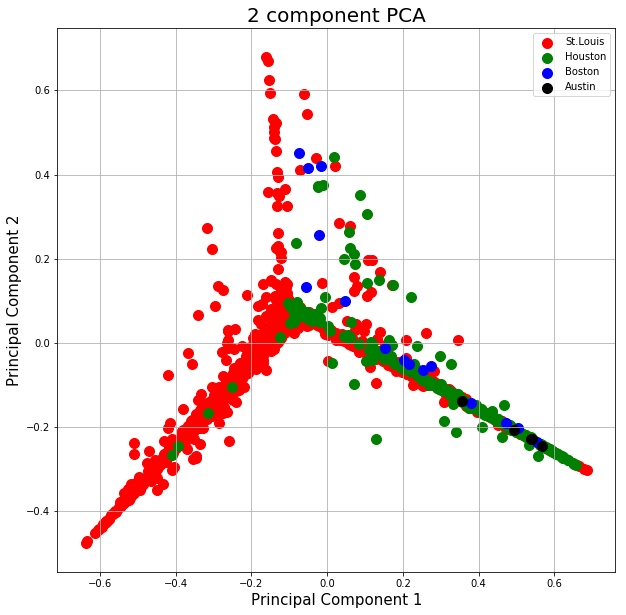 2 component PCA
St.Louis
Houston
Boston
Austin
Principal Component 2
0.6
0.4
0.2
0.0
−0.2
−0.4
−0.6
−0.4
−0.2
0.0
0.2
0.4
0.6
Principal Component 1